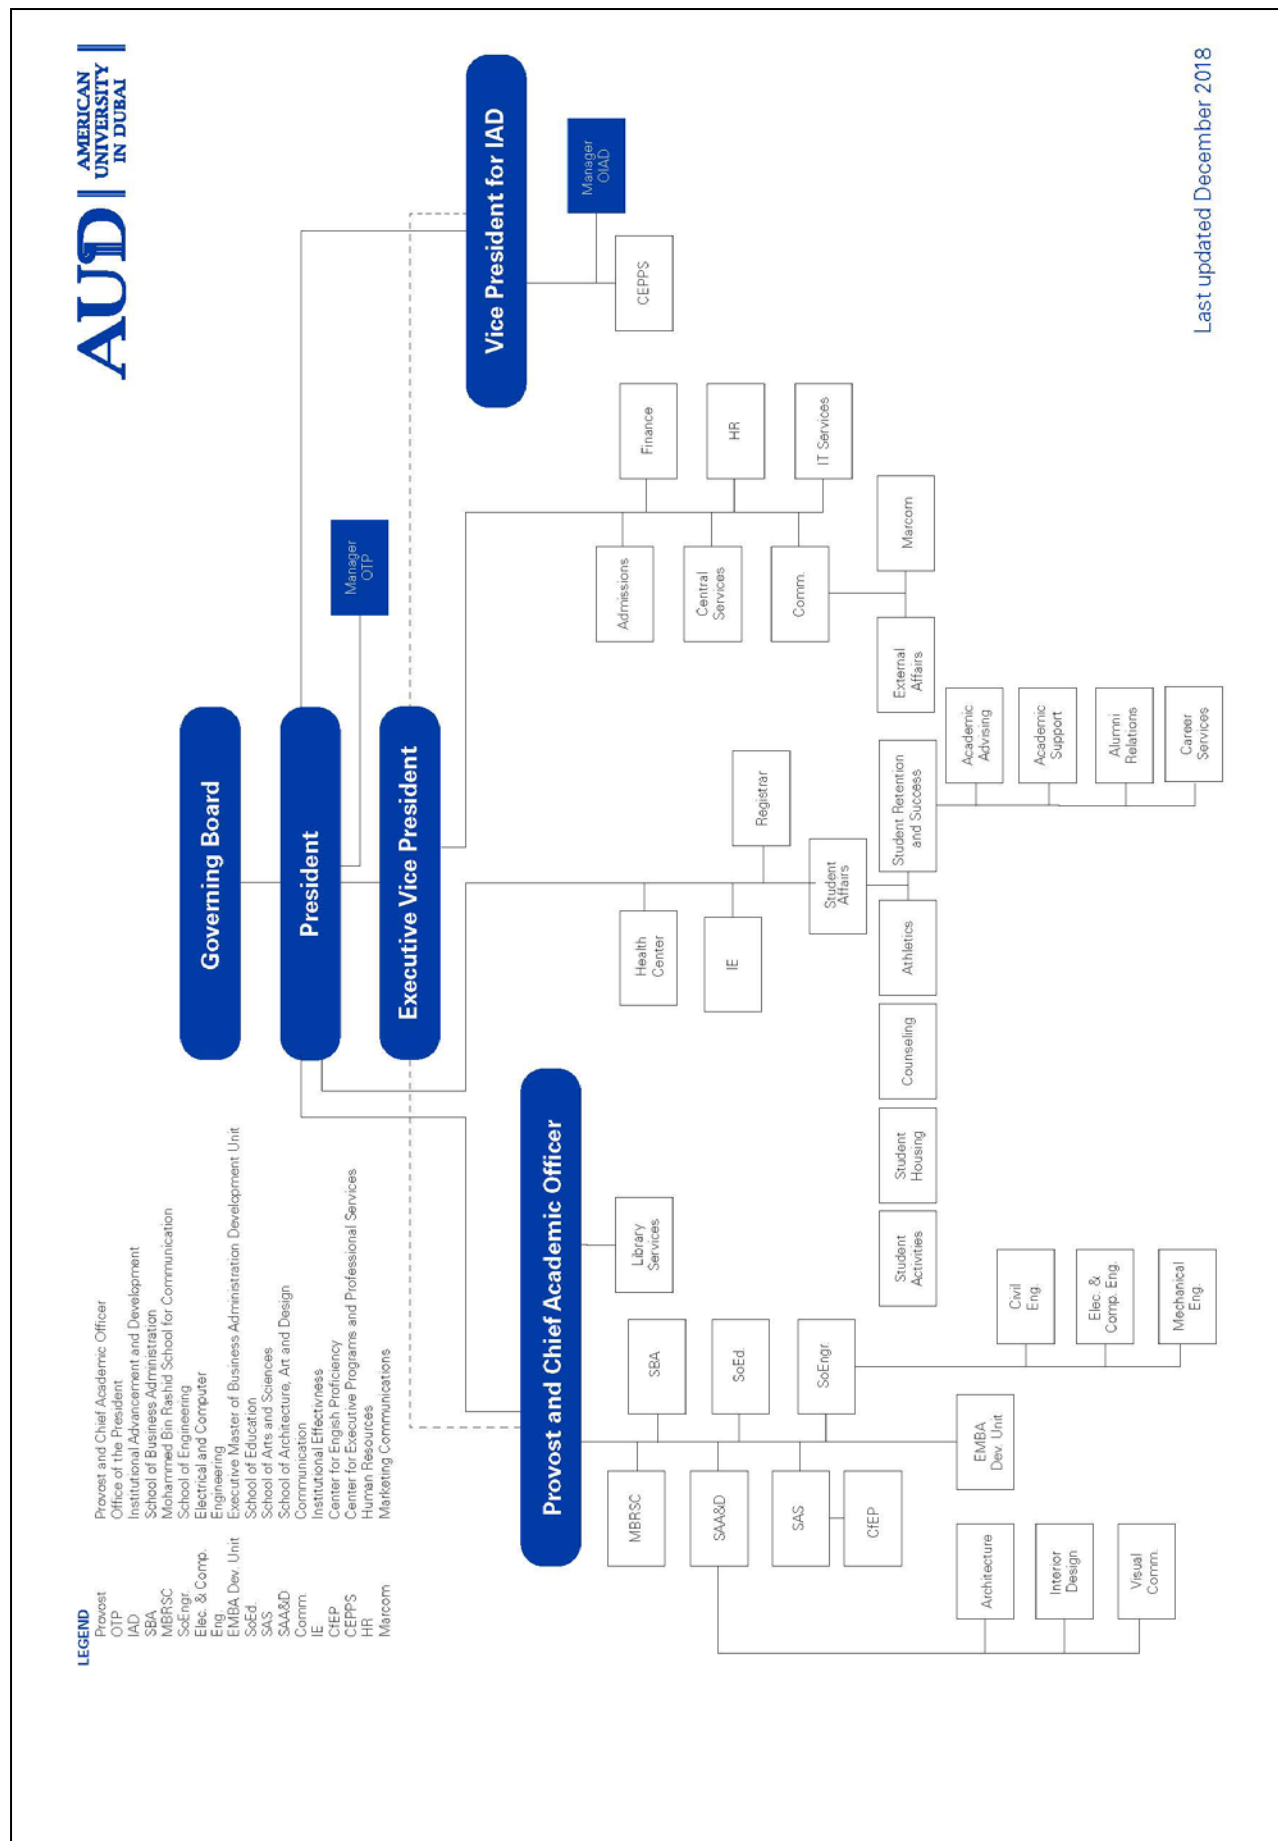 AUD
AMERICAN
UNIVERSITY
IN DUBAI
LEGEND
Provost Provost and Chief Academic Officer
OTP Office of the President
IAD Institutional Advancement and Development
SBA School of Business Administration
MBRSC Mohammed Bin Rashid School for Communication
SoEngr. School of Engineering
Elec. & Comp. Electrical and Computer
Eng. Engineering
EMBA Dev. Unit Executive Master of Business Administration Development Unit
SoEd. School of Education
SAS School of Arts and Sciences
SAA&D School of Architecture, Art and Design
Comm. Communication
IE Institutional Effectivness
CfEP Center for Engish Proficiency
CEPPS Center for Executive Programs and Professional Services
HR Human Resources
Marcom Marketing Communications
Governing Board
President
Manager
OTP
Executive Vice President
Vice President for IAD
Manager
OIAD
CEPPS
Provost and Chief Academic Officer
Library
Services
MBRSC
SBA
SAA&D
SoEd.
SAS
SoEngr.
CfEP
EMBA
Dev. Unit
Architecture
Interior
Design
Visual
Comm.
Civil
Eng.
Elec. &
Comp. Eng.
Mechanical
Eng.
Health
Center
IE
Registrar
Student
Affairs
Student
Activities
Student
Housing
Counseling
Athletics
Student Retention
and Success
Academic
Advising
Academic
Support
Alumni
Relations
Career
Services
Admissions
Finance
Central
Services
HR
Comm.
IT Services
External
Affairs
Marcom
Last updated December 2018